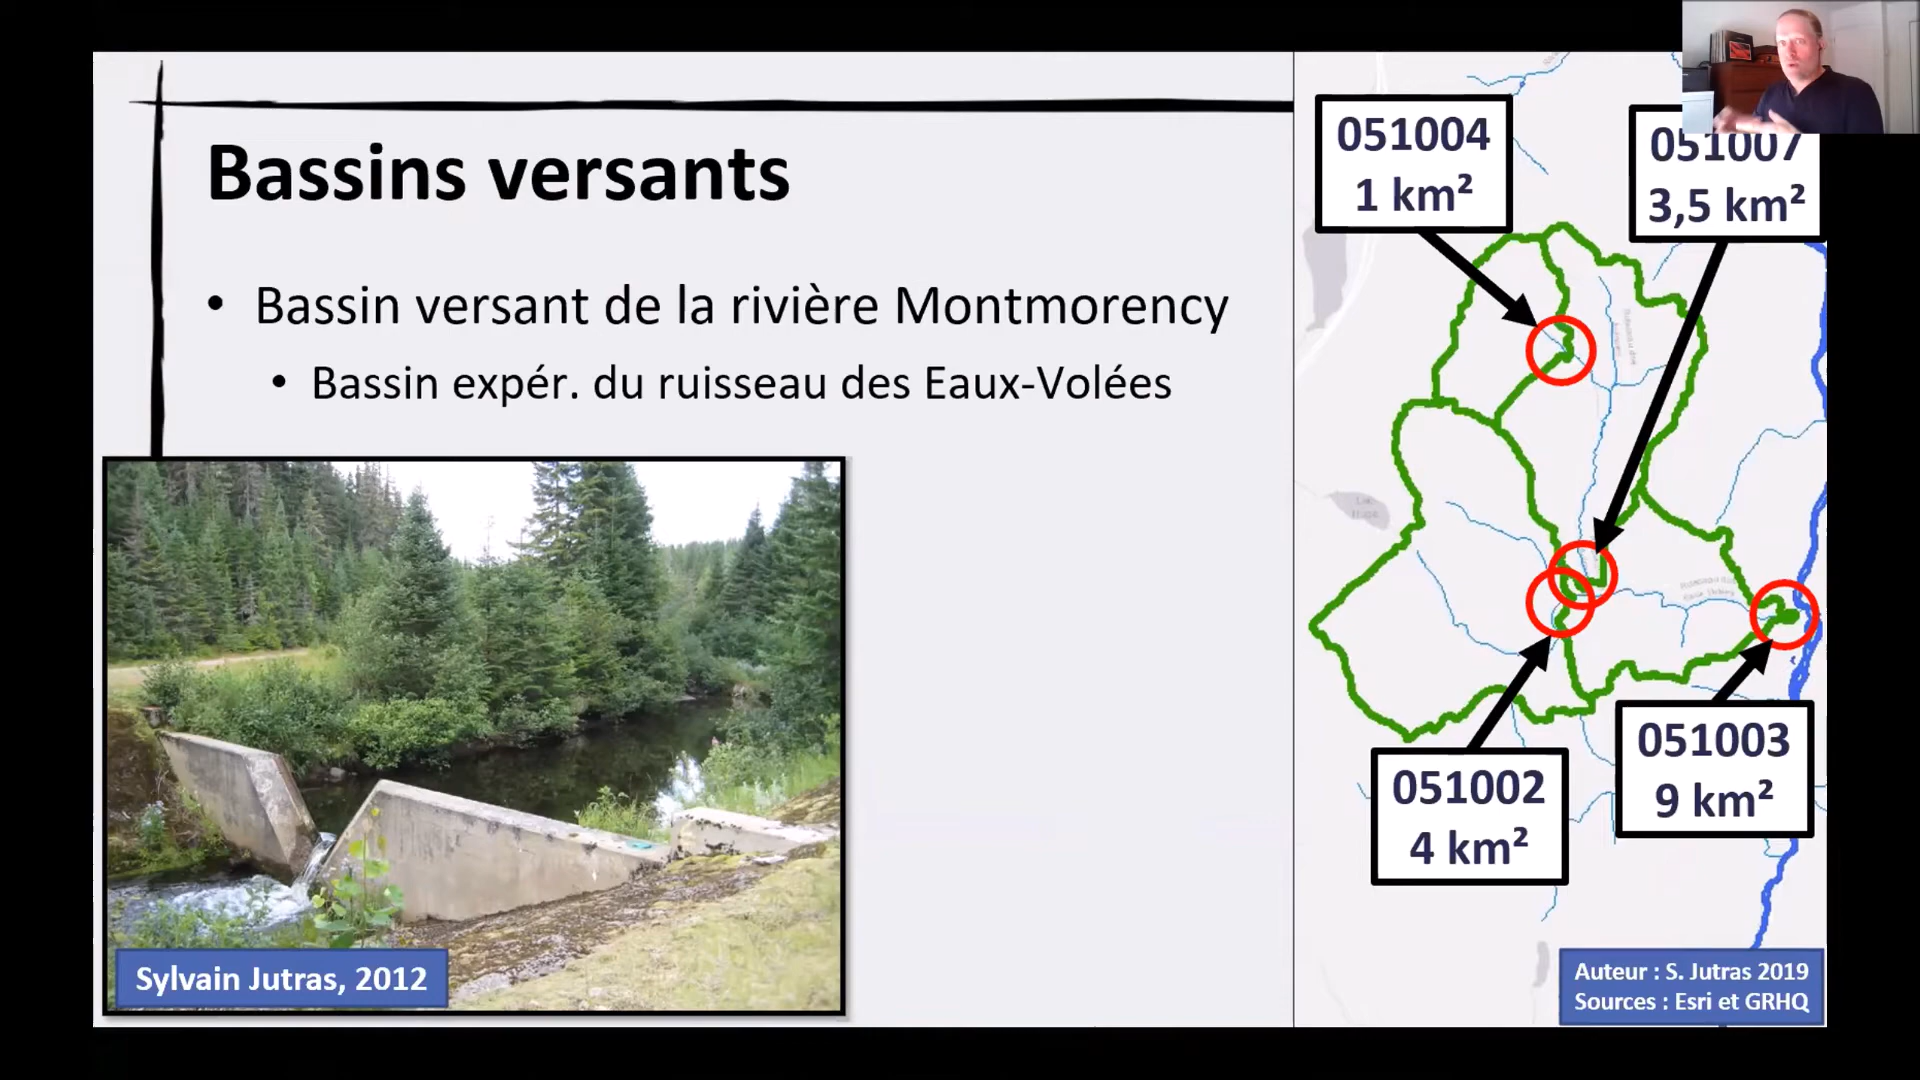 Bassins versants
• Bassin versant de la rivière Montmorency
• Bassin expér. du ruisseau des Eaux-Volées
Sylvain Jutras, 2012
051004
1 km²
051007
3,5 km²
051002
4 km²
051003
9 km²
Auteur : S. Jutras 2019
Sources : Esri et GRHQ